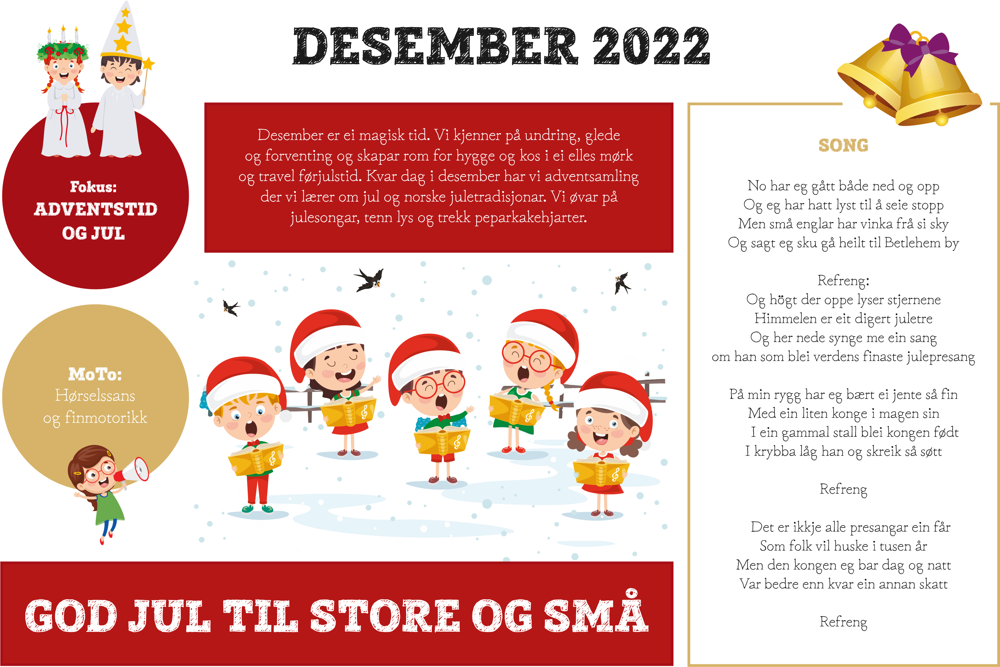 DESEMBER 2022
Fokus:
ADVENTSTID
OG JUL
Desember er ei magisk tid. Vi kjenner på undring, glede
og forventing og skapar rom for hygge og kos i ei elles mørk
og travel førjulstid. Kvar dag i desember har vi adventsamling
der vi lærer om jul og norske juletradisjonar. Vi øvar på
julesongar, tenn lys og trekk peparkakehjarter.
MoTo:
Hørselssans
og finmotorikk
GOD JUL TIL STORE OG SMÅ
SONG
No har eg gått både ned og opp
Og eg har hatt lyst til å seie stopp
Men små englar har vinka frå si sky
Og sagt eg sku gå heilt til Betlehem by
Refreng:
Og högt der oppe lyser stjernene
Himmelen er eit digert juletre
Og her nede synge me ein sang
om han som blei verdens finaste julepresang
På min rygg har eg bært ei jente så fin
Med ein liten konge i magen sin
I ein gammal stall blei kongen født
I krybba låg han og skreik så søtt
Refreng
Det er ikkje alle presangar ein får
Som folk vil huske i tusen år
Men den kongen eg bar dag og natt
Var bedre enn kvar ein annan skatt
Refreng